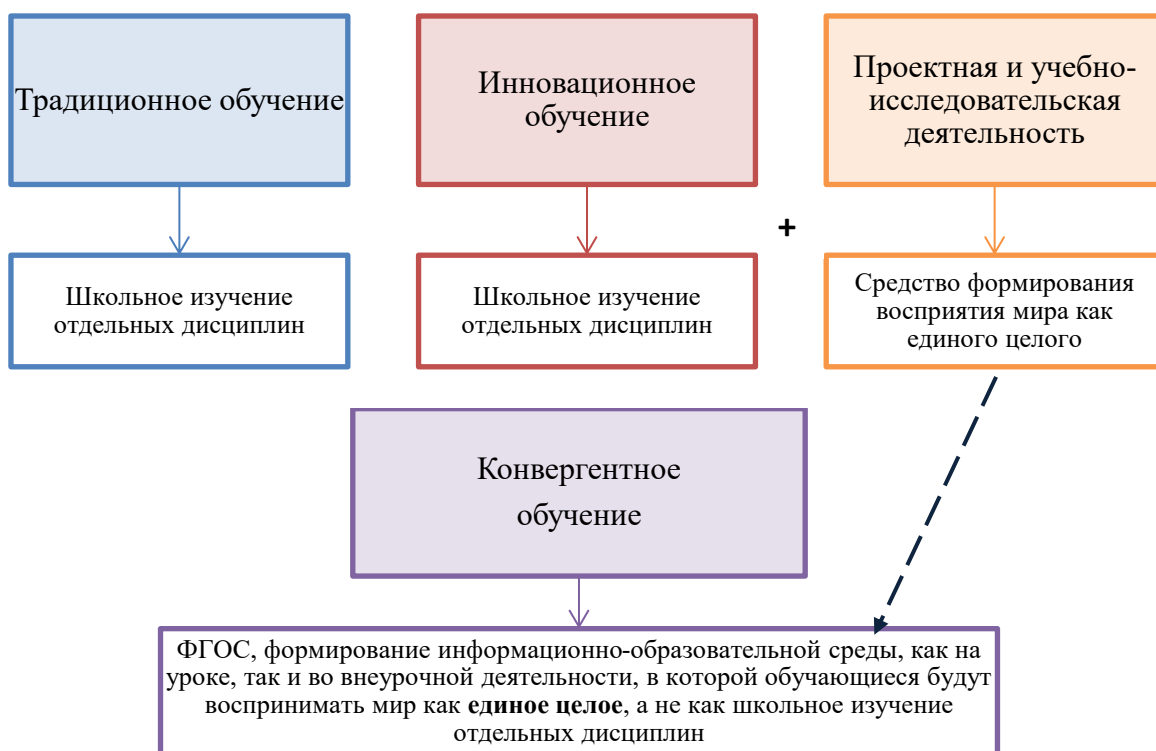 Традиционное обучение
Инновационное
обучение
Проектная и учебно-
исследовательская
деятельность
+
Школьное изучение
отдельных дисциплин
Школьное изучение
отдельных дисциплин
Средство формирования
восприятия мира как
единого целого
Конвергентное
обучение
ФГОС, формирование информационно-образовательной среды, как на
уроке, так и во внеурочной деятельности, в которой обучающиеся будут
воспринимать мир как единое целое, а не как школьное изучение
отдельных дисциплин